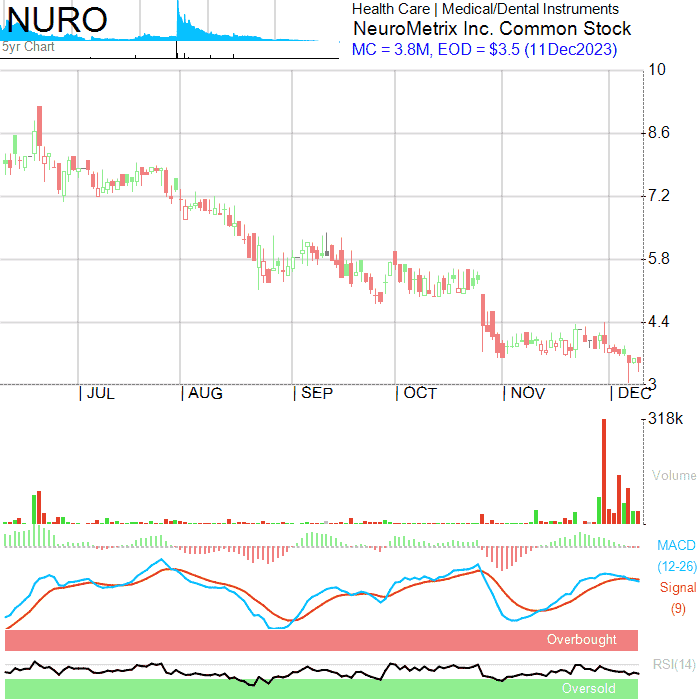 NURO
5yr Chart
Health Care | Medical/Dental Instruments
NeuroMetrix Inc. Common Stock
MC = 3.8M, EOD = $3.5 (11Dec2023)
10
8.6
7.2
5.8
4.4
3
JUL
AUG
SEP
OCT
NOV
DEC
318k
Volume
MACD
(12-26)
Signal
(9)
Overbought
RSI(14)
Oversold